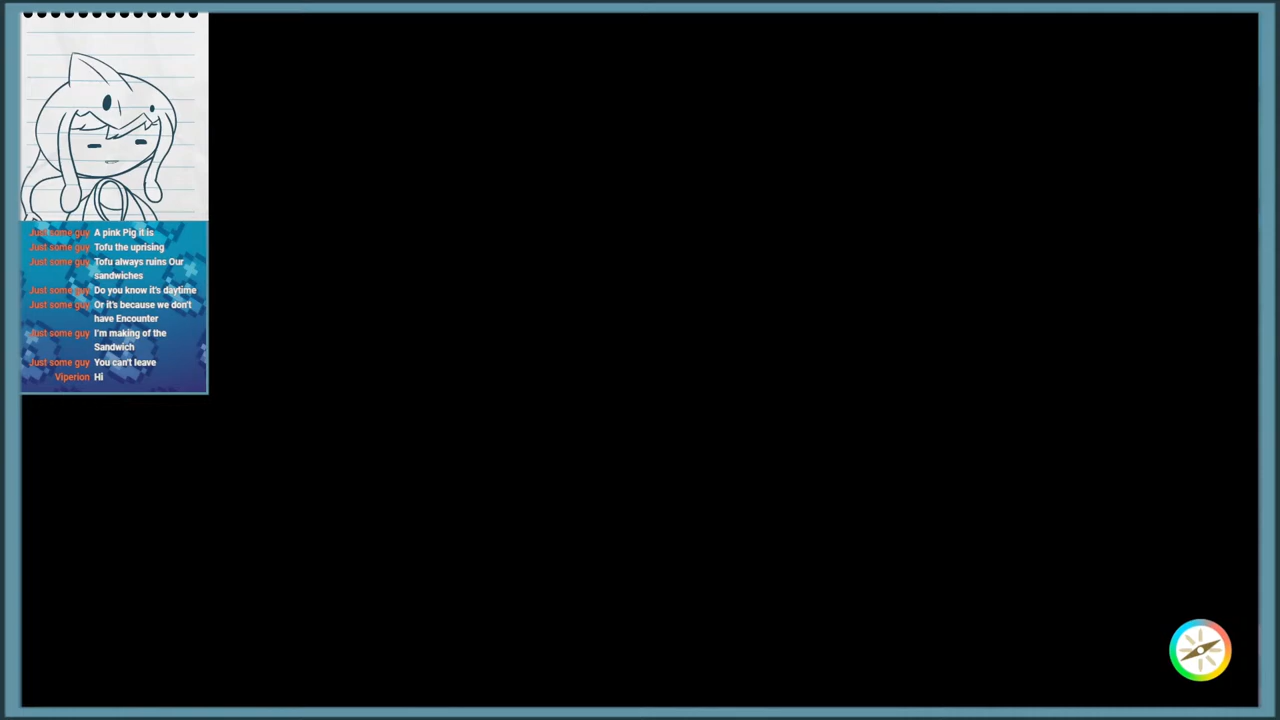 Just some guy A pink Pig it is
Just some guy Tofu the uprising
Just some guy Tofu always ruins Our
sandwiches
Just some guy Do you know it's daytime
Just some guy Or it's because we don't
have Encounter
Just some guy I'm making of the
Sandwich
Just some guy You can't leave
Viperion Hi